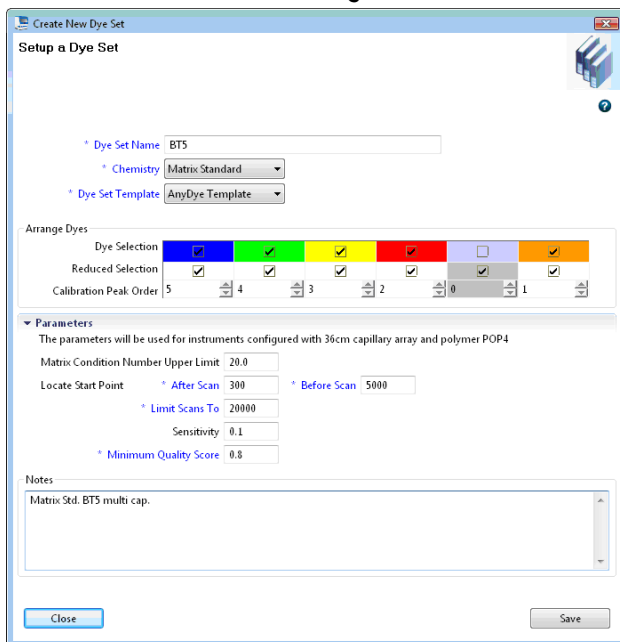 Create New Dye Set
Setup a Dye Set
* Dye Set Name BT5
* Chemistry Matrix Standard
* Dye Set Template AnyDye Template
Arrange Dyes
Dye Selection
Reduced Selection
Calibration Peak Order 5 4 3 2 0 1
Parameters
The parameters will be used for instruments configured with 36cm capillary array and polymer POP4
Matrix Condition Number Upper Limit 20.0
Locate Start Point * After Scan 300 * Before Scan 5000
* Limit Scans To 20000
Sensitivity 0.1
* Minimum Quality Score 0.8
Notes
Matrix Std. BT5 multi cap.
Close Save